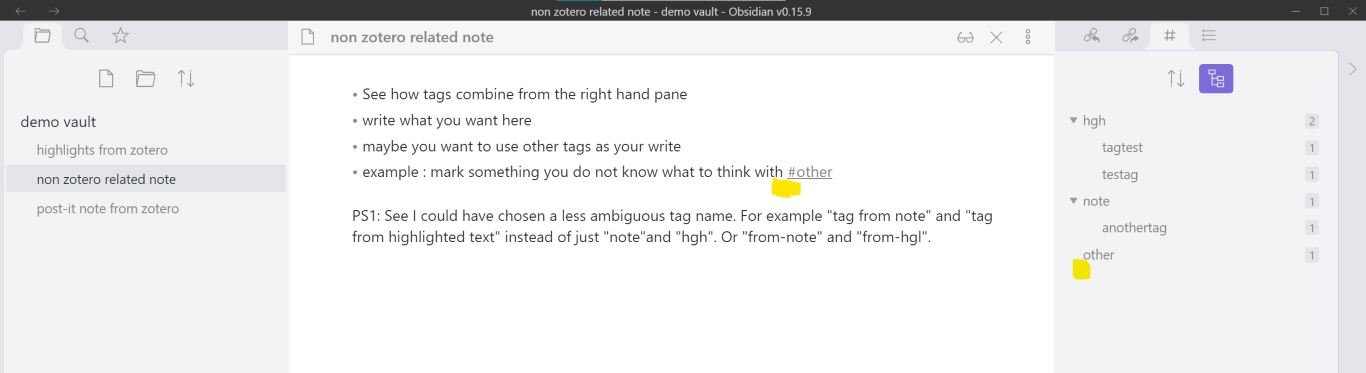 non zotero related note - demo vault - Obsidian v0.15.9
non zotero related note
demo vault
highlights from zotero
non zotero related note
post-it note from zotero
• See how tags combine from the right hand pane
• write what you want here
• maybe you want to use other tags as your write
• example : mark something you do not know what to think with #other
PS1: See I could have chosen a less ambiguous tag name. For example "tag from note" and "tag
from highlighted text" instead of just "note"and "hgh". Or "from-note" and "from-hgl".
hgh 2
tagtest 1
testag 1
note 1
anothertag 1
other 1